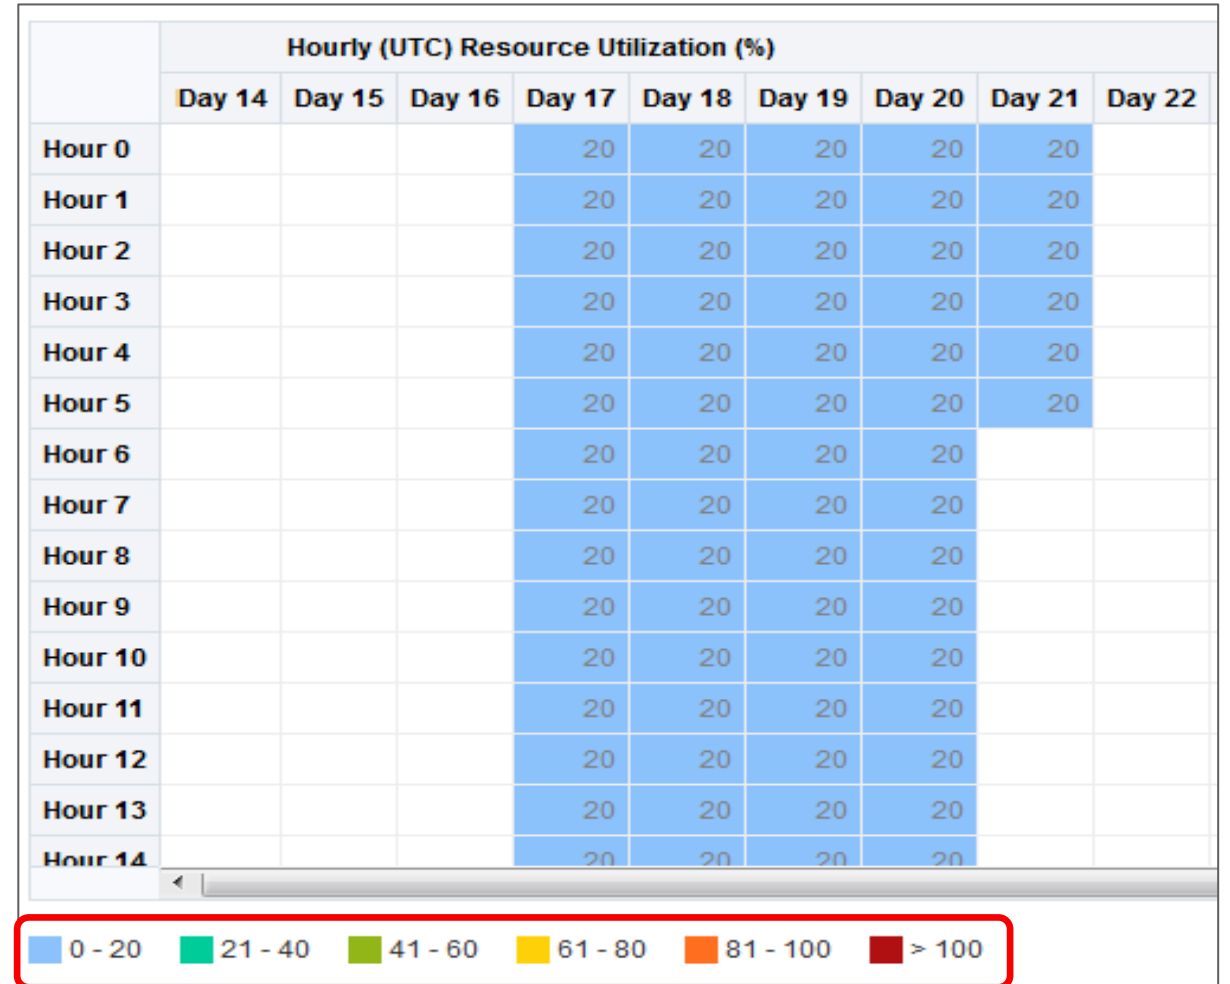 Hourly (UTC) Resource Utilization (%)
Day 14 Day 15 Day 16 Day 17 Day 18 Day 19 Day 20 Day 21 Day 22
Hour 0 20 20 20 20 20
Hour 1 20 20 20 20 20
Hour 2 20 20 20 20 20
Hour 3 20 20 20 20 20
Hour 4 20 20 20 20 20
Hour 5 20 20 20 20 20
Hour 6 20 20 20 20
Hour 7 20 20 20 20
Hour 8 20 20 20 20
Hour 9 20 20 20 20
Hour 10 20 20 20 20
Hour 11 20 20 20 20
Hour 12 20 20 20 20
Hour 13 20 20 20 20
Hour 14 20 20 20 20
0 - 20 21 - 40 41 - 60 61 - 80 81 - 100 > 100